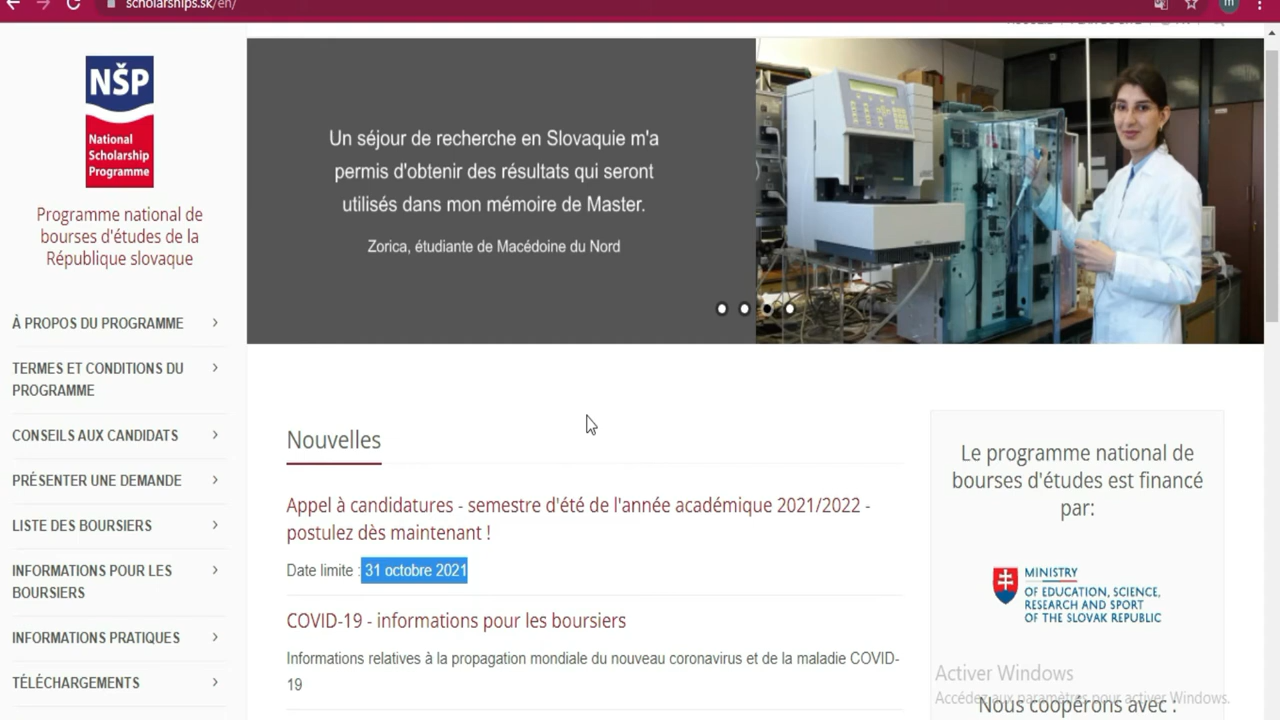 scholarships.sk/en/
m
NŠP
National
Scholarship
Programme
Programme national de
bourses d'études de la
République slovaque
À PROPOS DU PROGRAMME
TERMES ET CONDITIONS DU
PROGRAMME
CONSEILS AUX CANDIDATS
PRÉSENTER UNE DEMANDE
LISTE DES BOURSIERS
INFORMATIONS POUR LES
BOURSIERS
INFORMATIONS PRATIQUES
TÉLÉCHARGEMENTS
Un séjour de recherche en Slovaquie m'a
permis d'obtenir des résultats qui seront
utilisés dans mon mémoire de Master.
Zorica, étudiante de Macédoine du Nord
Nouvelles
Appel à candidatures - semestre d'été de l'année académique 2021/2022 -
postulez dès maintenant !
Date limite : 31 octobre 2021
COVID-19 - informations pour les boursiers
Informations relatives à la propagation mondiale du nouveau coronavirus et de la maladie COVID-
19
Le programme national de
bourses d'études est financé
par:
MINISTRY
OF EDUCATION, SCIENCE,
RESEARCH AND SPORT
OF THE SLOVAK REPUBLIC
Activer Windows
Accédez aux paramètres pour activer Windows.
Nous coopérons avec :